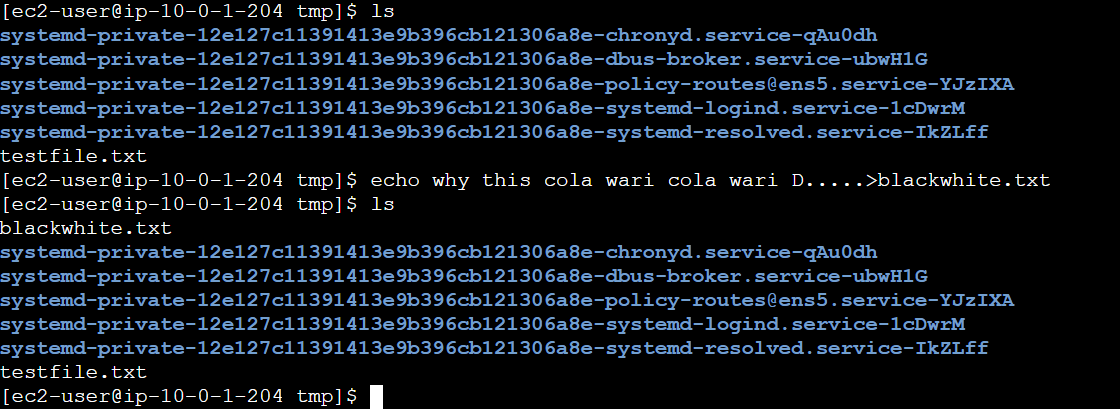 [ec2-user@ip-10-0-1-204 tmp]$ ls
systemd-private-12e127c11391413e9b396cb121306a8e-chronyd.service-qAu0dh
systemd-private-12e127c11391413e9b396cb121306a8e-dbus-broker.service-ubwH1G
systemd-private-12e127c11391413e9b396cb121306a8e-policy-routes@ens5.service-YJzIXA
systemd-private-12e127c11391413e9b396cb121306a8e-systemd-logind.service-1cDwrM
systemd-private-12e127c11391413e9b396cb121306a8e-systemd-resolved.service-IkZLff
testfile.txt
[ec2-user@ip-10-0-1-204 tmp]$ echo why this cola wari cola wari D.....>blackwhite.txt
[ec2-user@ip-10-0-1-204 tmp]$ ls
blackwhite.txt
systemd-private-12e127c11391413e9b396cb121306a8e-chronyd.service-qAu0dh
systemd-private-12e127c11391413e9b396cb121306a8e-dbus-broker.service-ubwH1G
systemd-private-12e127c11391413e9b396cb121306a8e-policy-routes@ens5.service-YJzIXA
systemd-private-12e127c11391413e9b396cb121306a8e-systemd-logind.service-1cDwrM
systemd-private-12e127c11391413e9b396cb121306a8e-systemd-resolved.service-IkZLff
testfile.txt
[ec2-user@ip-10-0-1-204 tmp]$